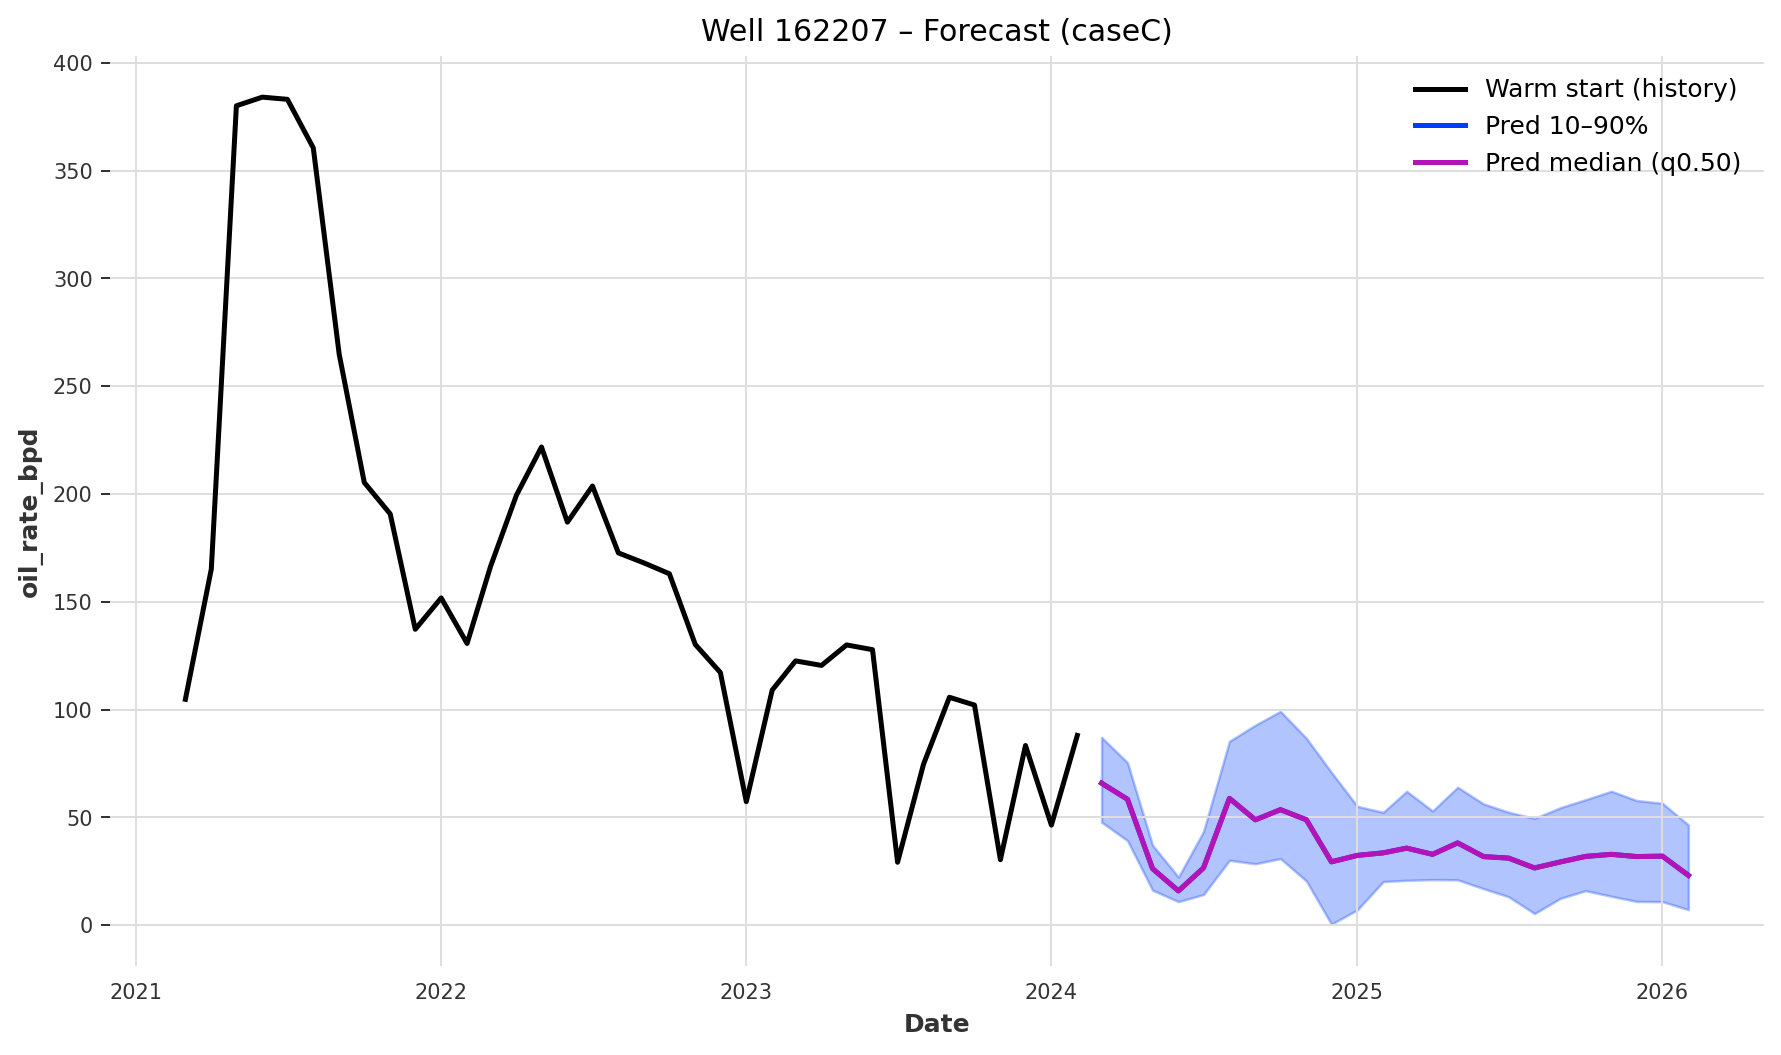 Well 162207 – Forecast (caseC)
Warm start (history)
Pred 10–90%
Pred median (q0.50)
400
350
300
250
200
150
100
50
0
oil_rate_bpd
2021 2022 2023 2024 2025 2026
Date